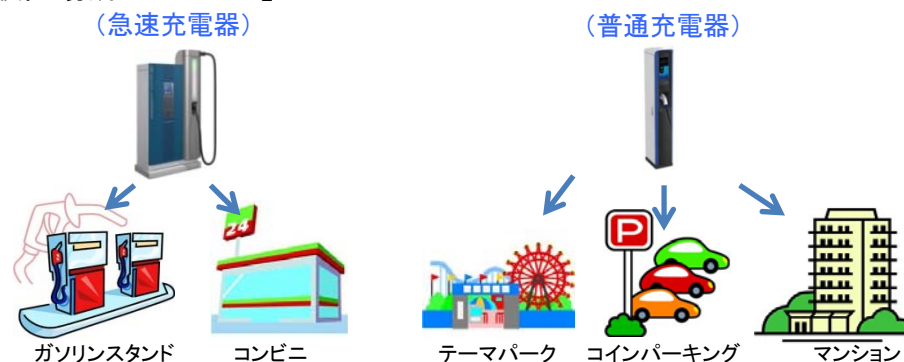 （急速充電器）
（普通充電器）
24
P
ガソリンスタンド
コンビニ
テーマパーク
コインパーキング
マンション